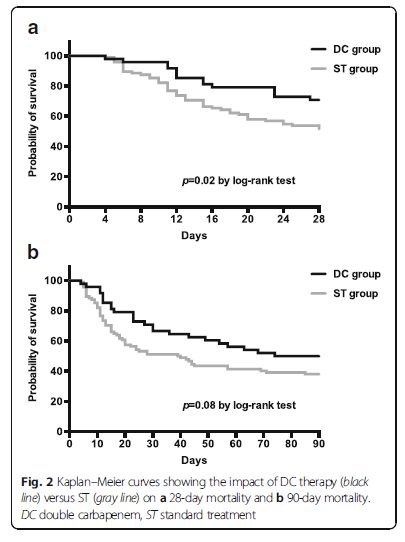 a
DC group
ST group
100
80
60
40
20
0
Probability of survival
p=0.02 by log-rank test
0 4 8 12 16 20 24 28
Days
b
DC group
ST group
100
80
60
40
20
0
Probability of survival
p=0.08 by log-rank test
0 10 20 30 40 50 60 70 80 90
Days
Fig. 2 Kaplan–Meier curves showing the impact of DC therapy (black
line) versus ST (gray line) on a 28-day mortality and b 90-day mortality.
DC double carbapenem, ST standard treatment